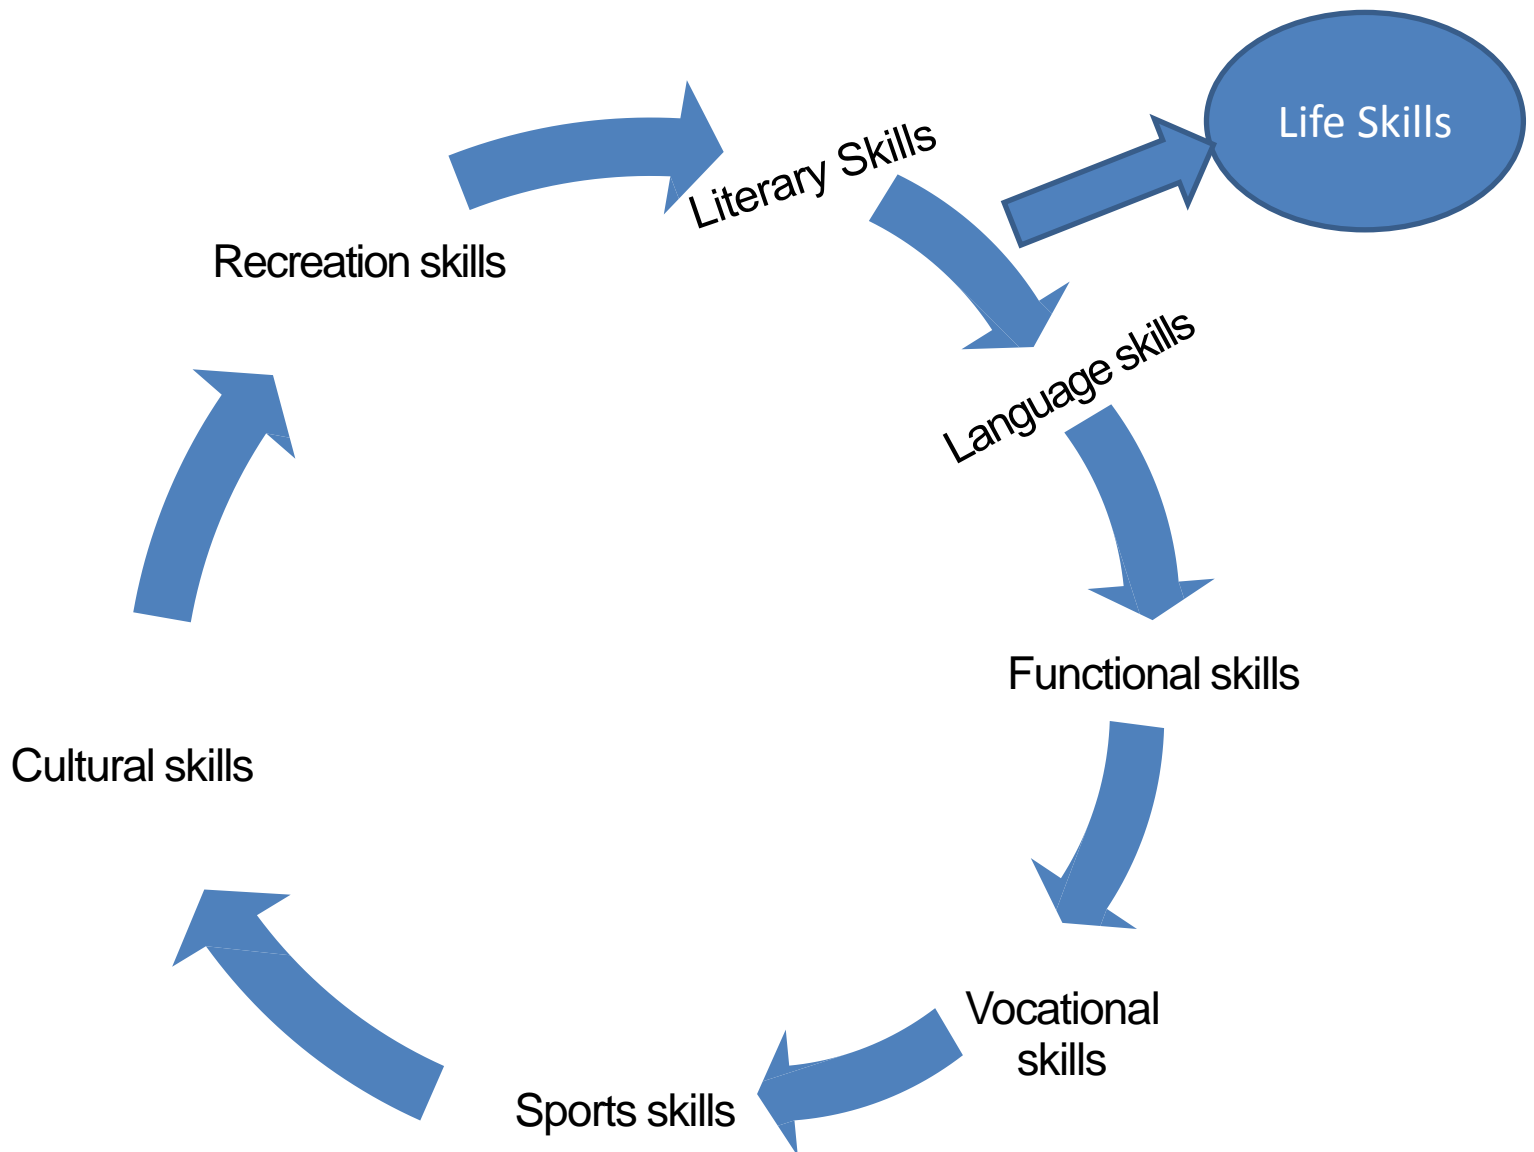 Life Skills
Literary Skills
Recreation skills
Language skills
Functional skills
Cultural skills
Vocational
skills
Sports skills